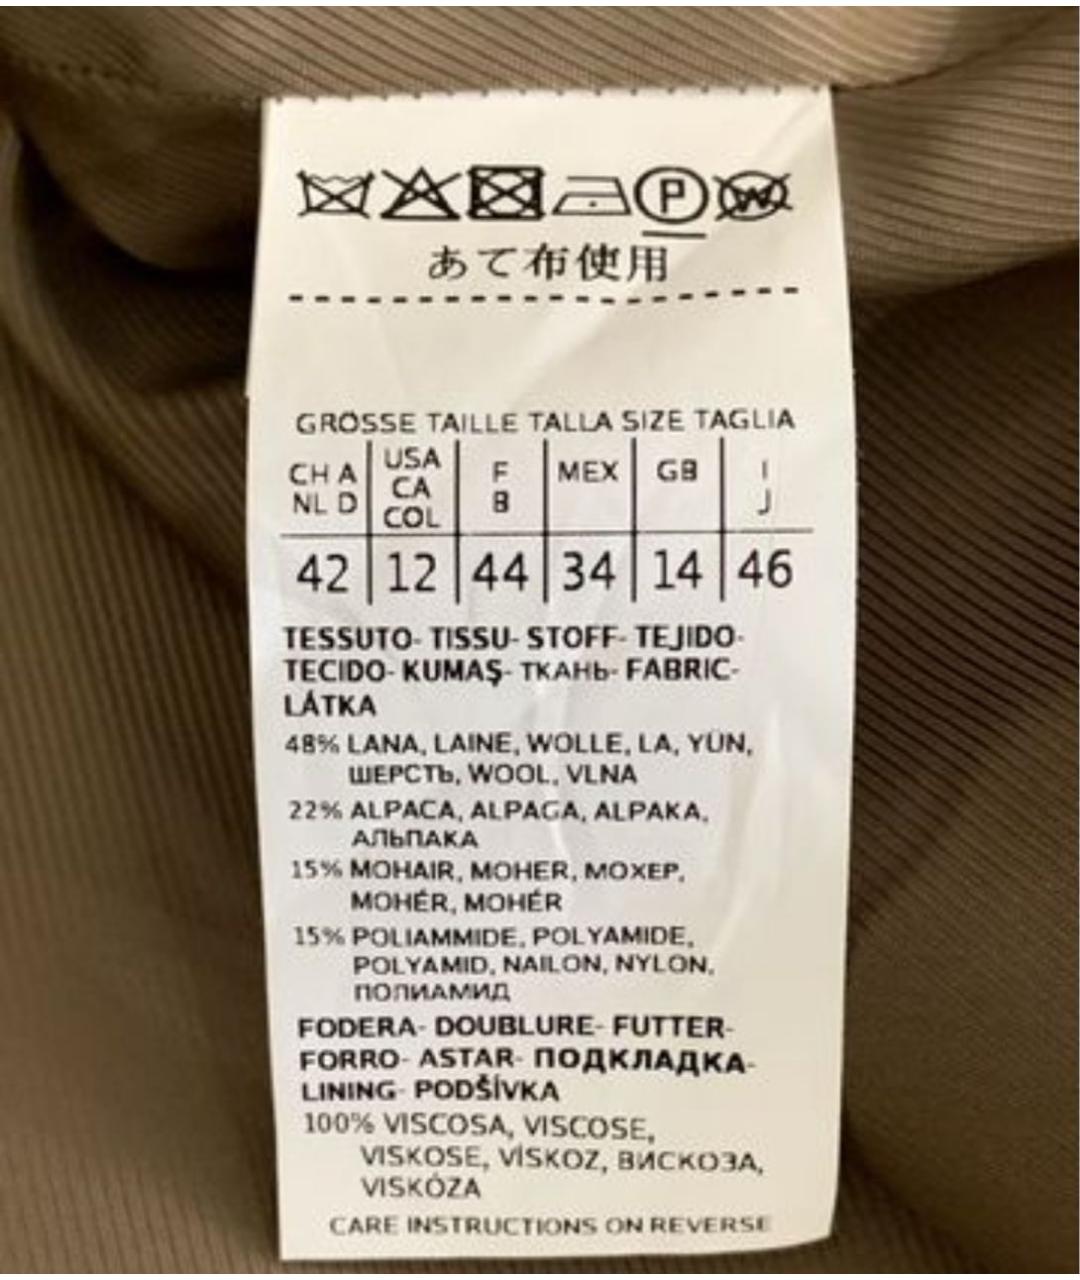 P W
あて布使用
GRÖSSE TAILLE TALLA SIZE TAGLIA
CH A NL D USA CA COL F B MEX GB I J
42 12 44 34 14 46
TESSUTO- TISSU- STOFF- TEJIDO-
TECIDO- KUMAŞ- ТКАНЬ- FABRIC-
LÁTKA
48% LANA, LAINE, WOLLE, LA, YÜN,
ШЕРСТЬ, WOOL, VLNA
22% ALPACA, ALPAGA, ALPAKA,
АЛЬПАКА
15% MOHAIR, MOHER, МОХЕР,
MOHÉR, MOHÉR
15% POLIAMMIDE, POLYAMIDE,
POLYAMID, NAILON, NYLON,
ПОЛИАМИД
FODERA- DOUBLURE- FUTTER-
FORRO- ASTAR- ПОДКЛАДКА-
LINING- PODŠÍVKA
100% VISCOSA, VISCOSE,
VISKOSE, VİSKOZ, ВИСКОЗА,
VISKÓZA
CARE INSTRUCTIONS ON REVERSE